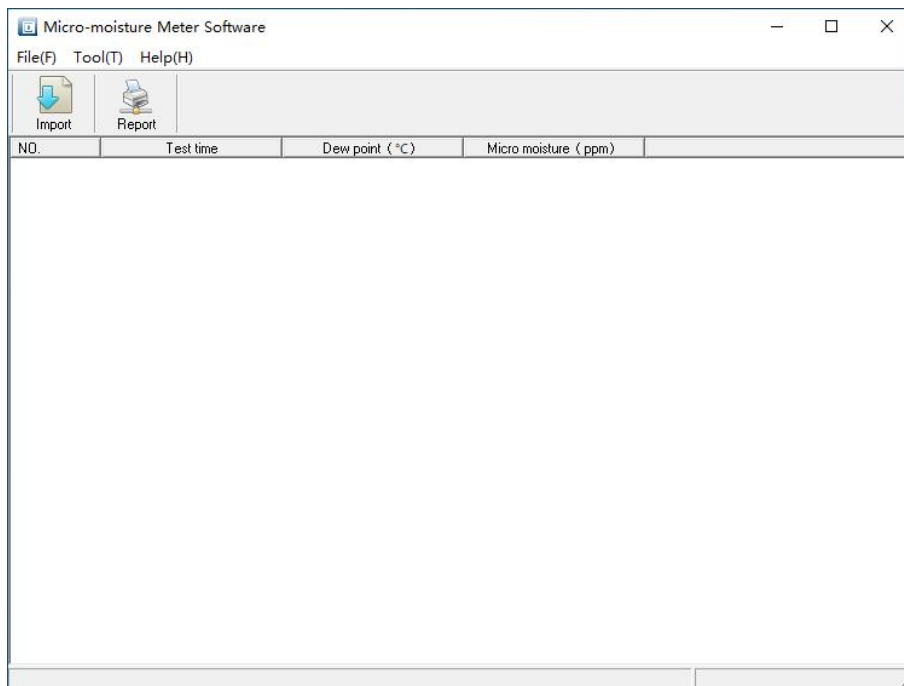 Micro-moisture Meter Software
File(F) Tool(T) Help(H)
Import Report
NO. Test time Dew point (℃) Micro moisture (ppm)